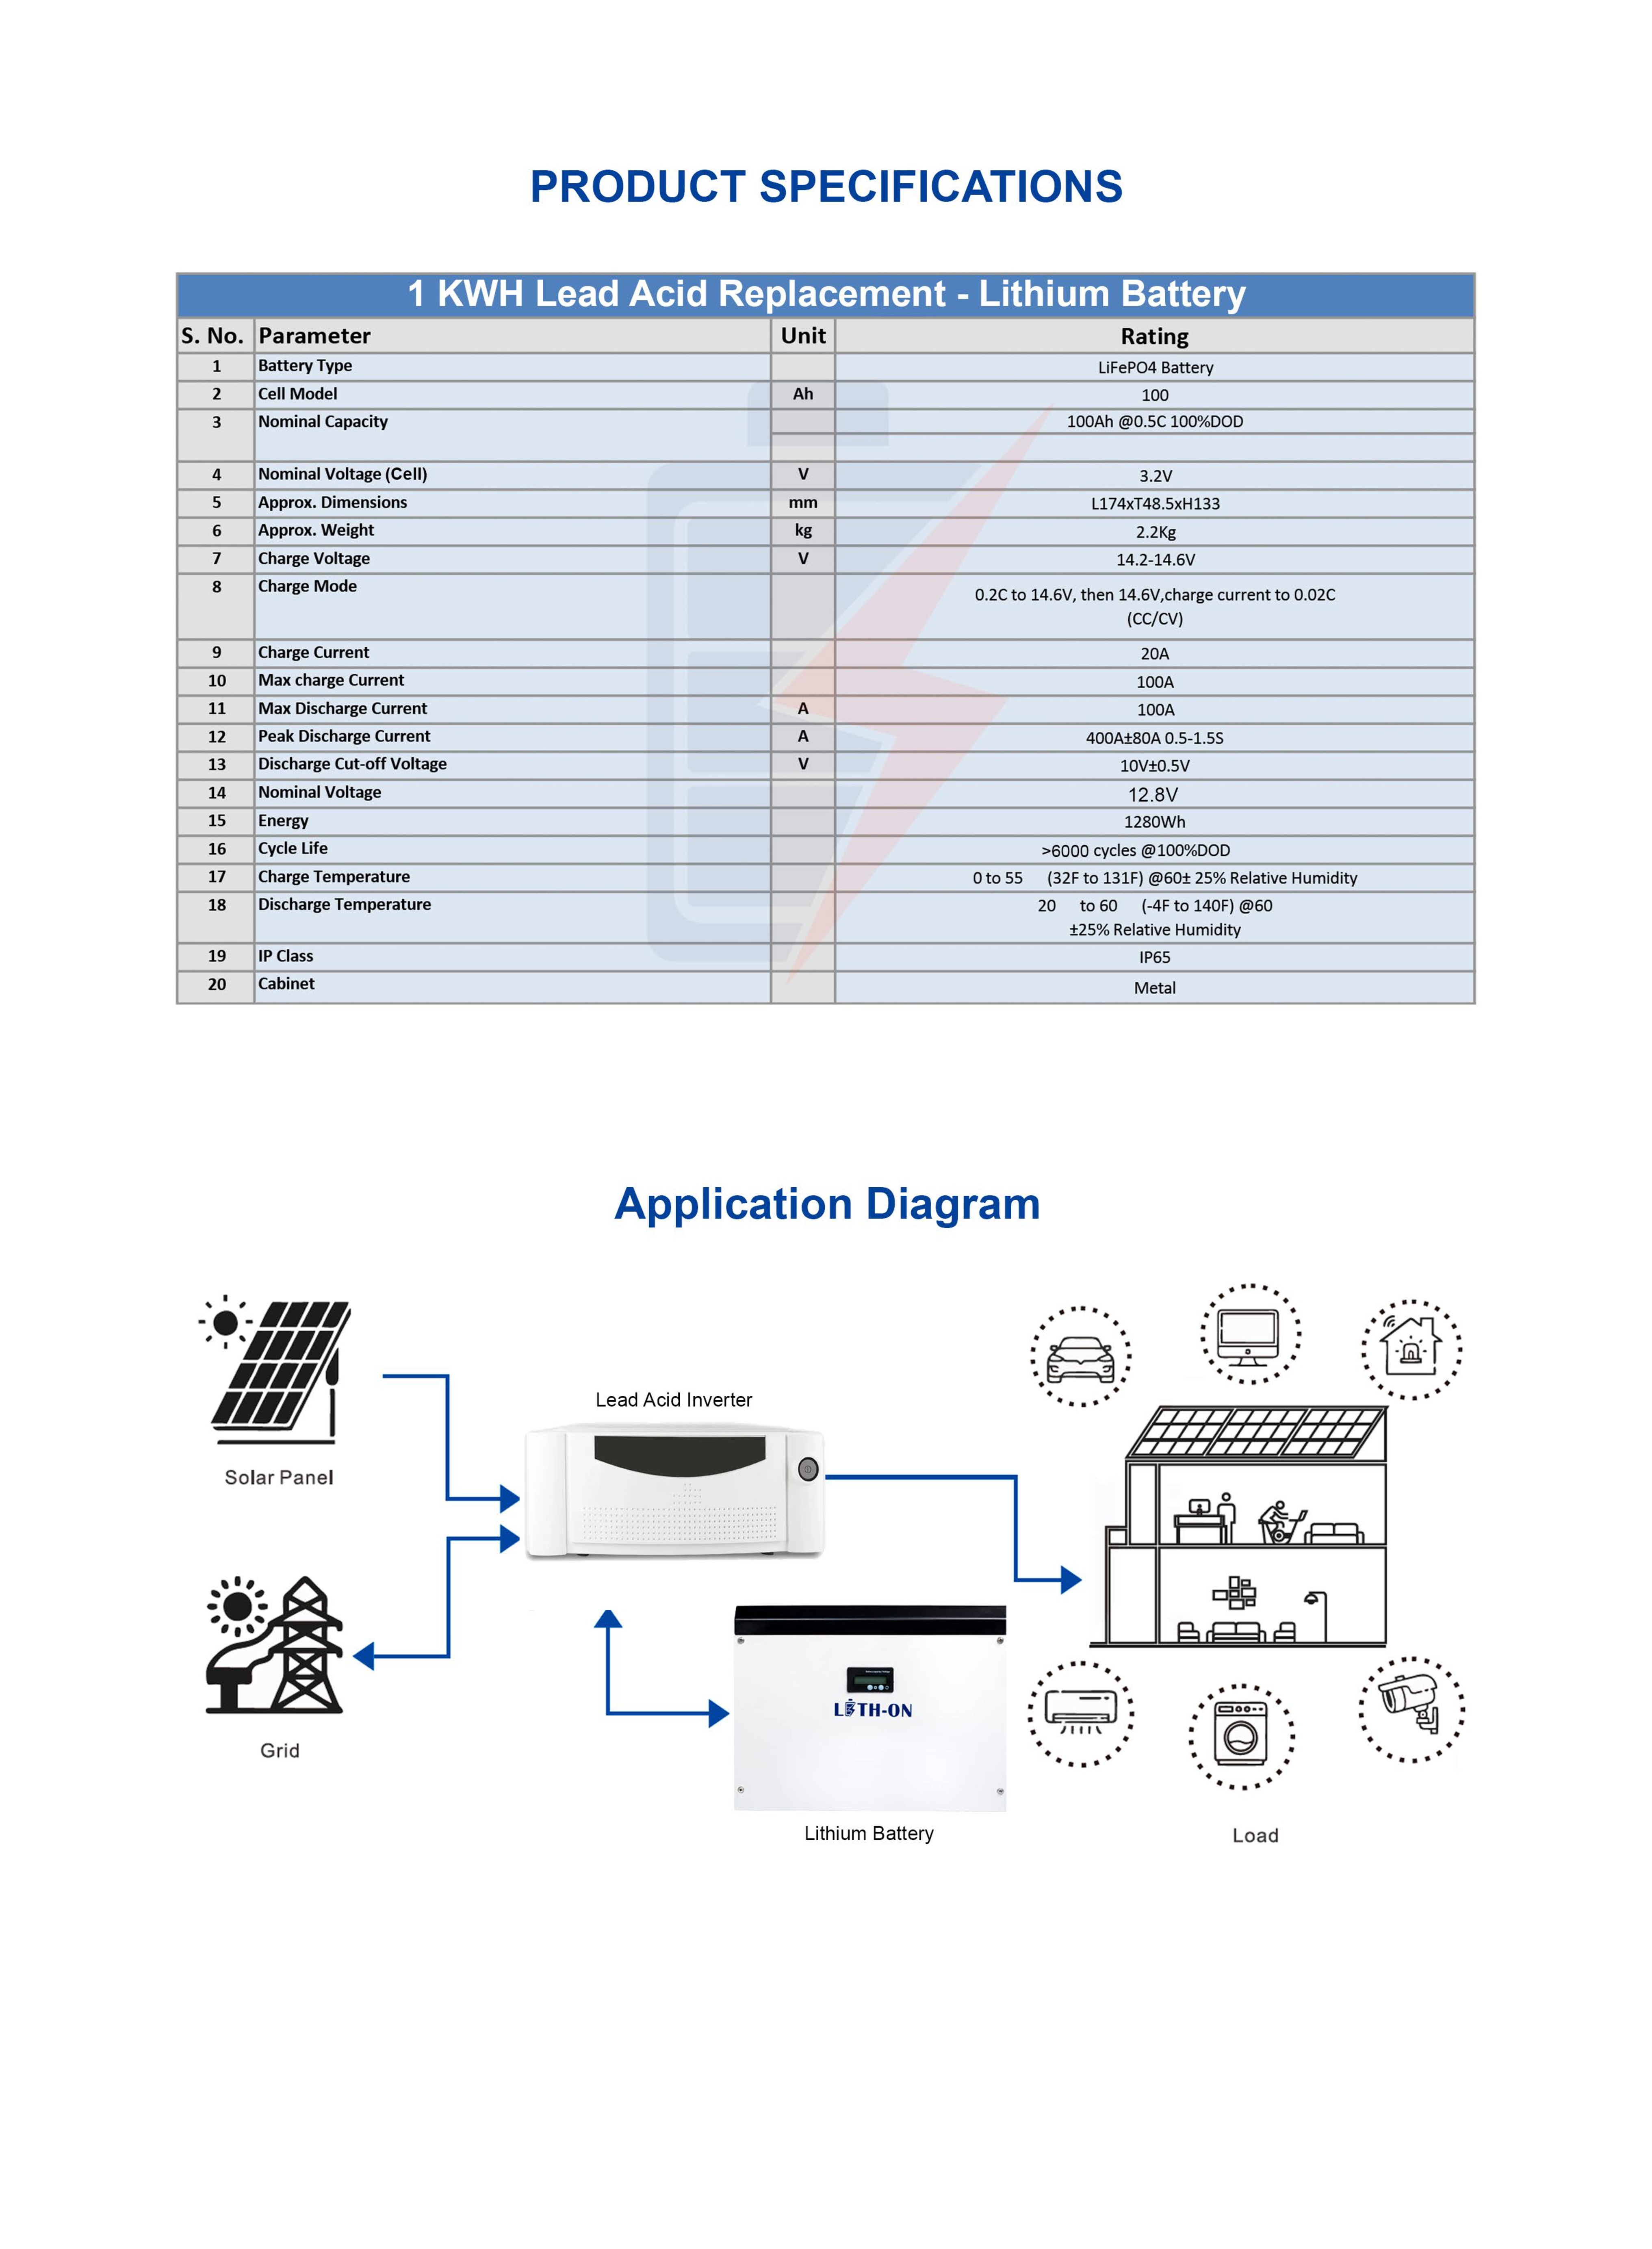 PRODUCT SPECIFICATIONS
1 KWH Lead Acid Replacement - Lithium Battery
S. No. Parameter Unit Rating
1 Battery Type LiFePO4 Battery
2 Cell Model Ah 100
3 Nominal Capacity 100Ah @0.5C 100%DOD
4 Nominal Voltage (Cell) V 3.2V
5 Approx. Dimensions mm L174xT48.5xH133
6 Approx. Weight kg 2.2Kg
7 Charge Voltage V 14.2-14.6V
8 Charge Mode 0.2C to 14.6V, then 14.6V,charge current to 0.02C
(CC/CV)
9 Charge Current 20A
10 Max charge Current 100A
11 Max Discharge Current A 100A
12 Peak Discharge Current A 400A±80A 0.5-1.5S
13 Discharge Cut-off Voltage V 10V±0.5V
14 Nominal Voltage 12.8V
15 Energy 1280Wh
16 Cycle Life >6000 cycles @100%DOD
17 Charge Temperature 0 to 55 (32F to 131F) @60± 25% Relative Humidity
18 Discharge Temperature 20 to 60 (-4F to 140F) @60
±25% Relative Humidity
19 IP Class IP65
20 Cabinet Metal
Application Diagram
Lead Acid Inverter
Solar Panel
Grid
LITH-ON
Lithium Battery
Load